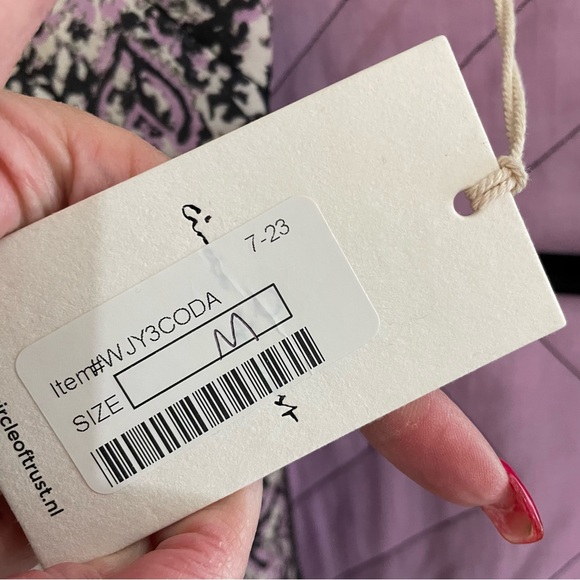 7-23
Item#WJY3CODA
SIZE M
ircleoftrust.nl